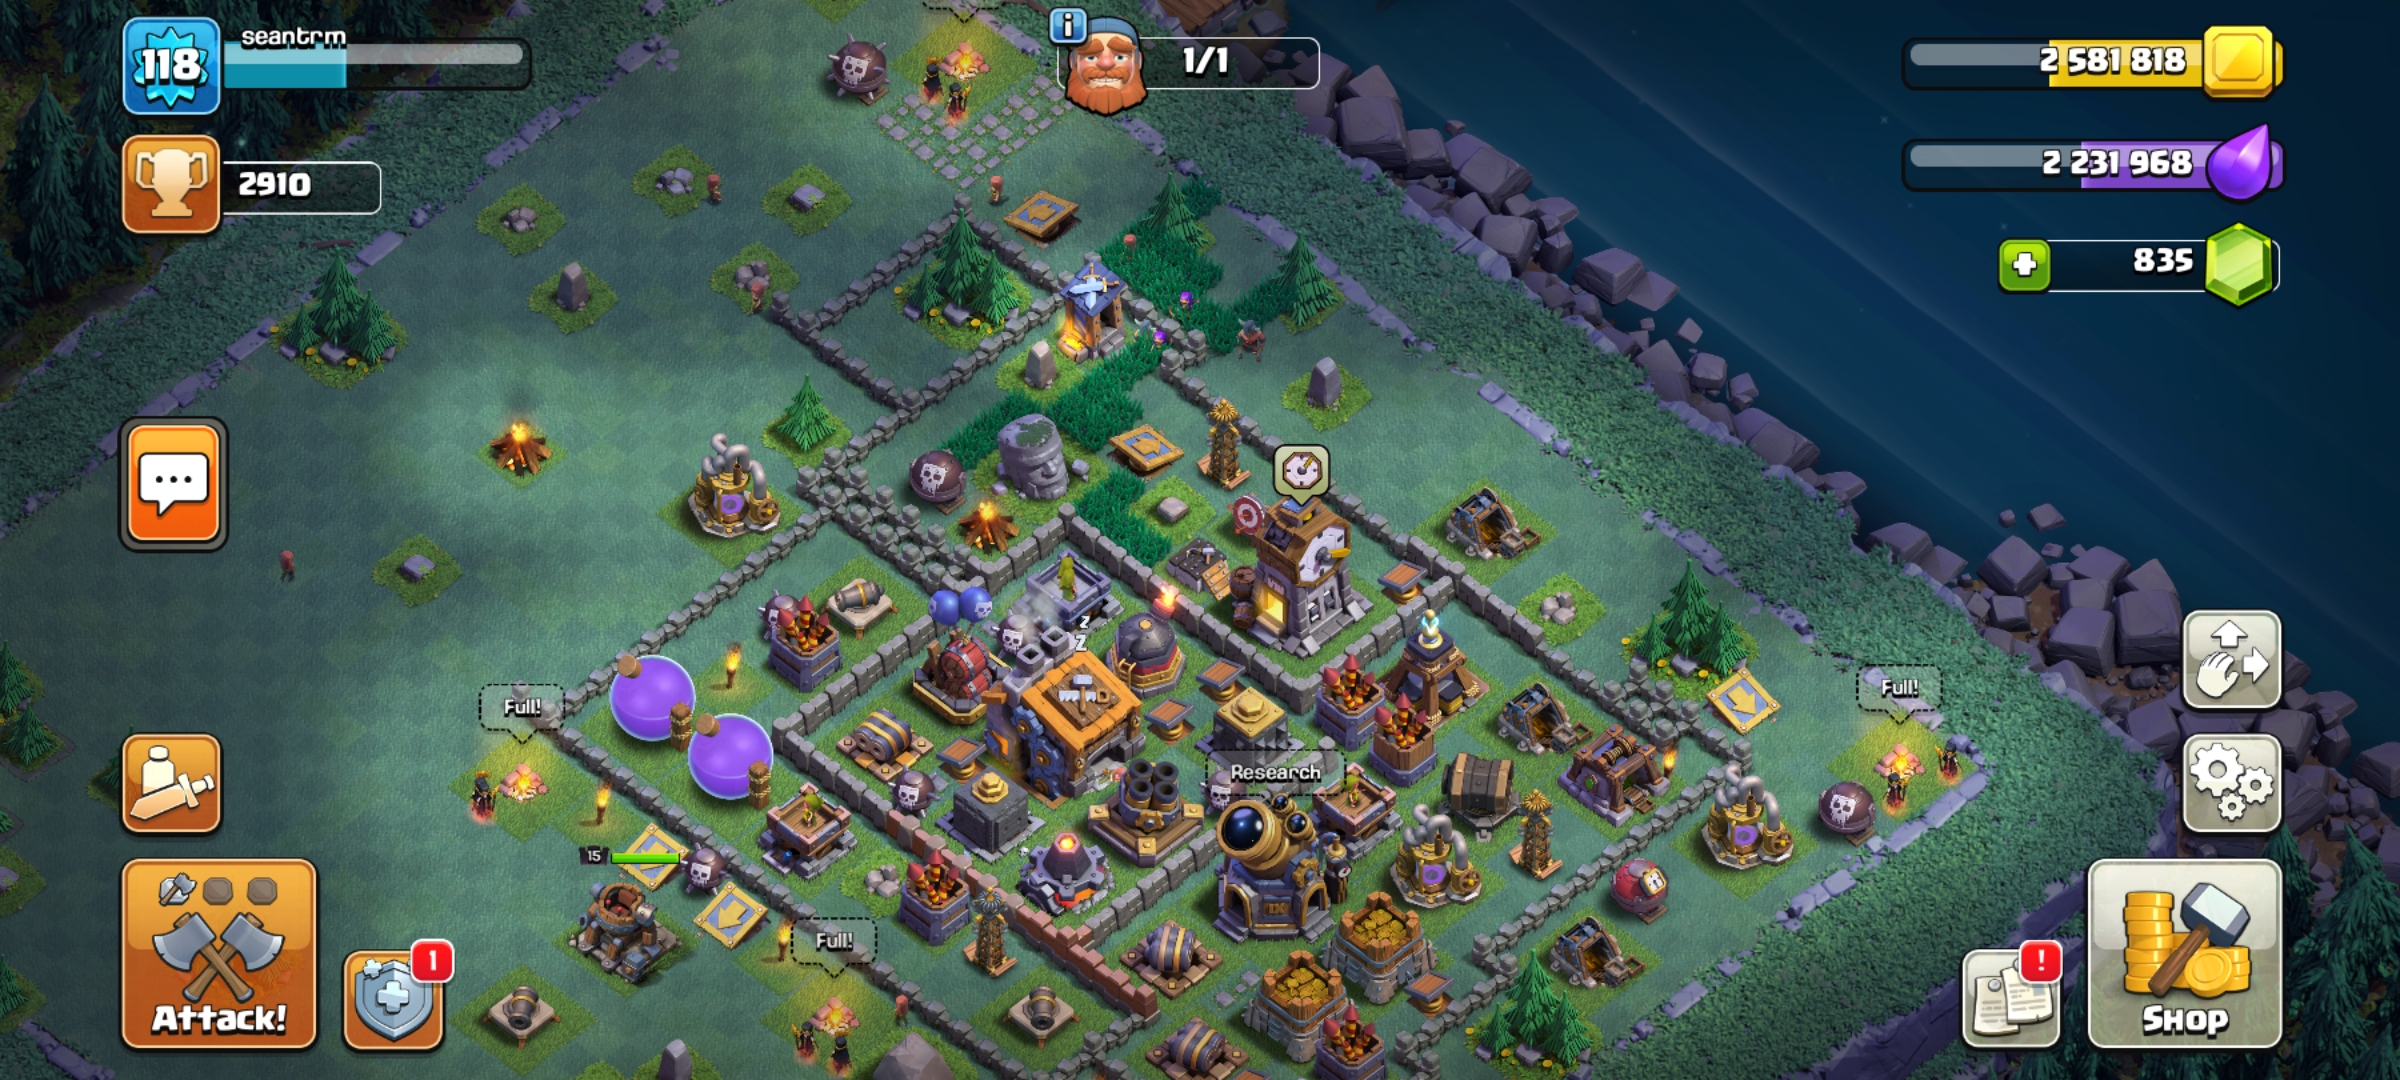 118
seantrm
i
1/1
2 581 818
2910
2 231 968
835
Full!
Full!
Research
15
Full!
1
!
Attack!
Shop